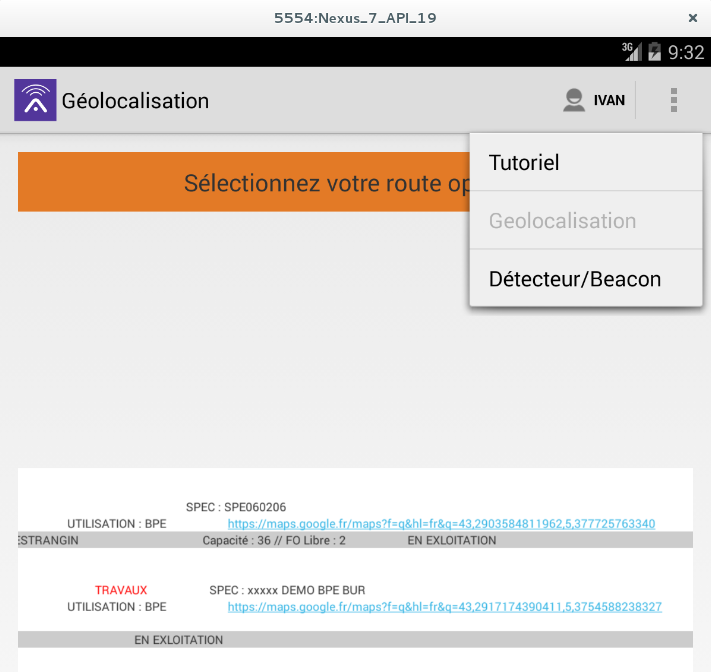 5554:Nexus_7_API_19
3G 9:32
Géolocalisation
IVAN
Tutoriel
Sélectionnez votre route
Geolocalisation
Détecteur/Beacon
SPEC : SPE060206
UTILISATION : BPE https://maps.google.fr/maps?f=q&hl=fr&q=43,2903584811962,5,377725763340
ESTRANGIN Capacité : 36 // FO Libre : 2 EN EXLOITATION
TRAVAUX SPEC : xxxxx DEMO BPE BUR
UTILISATION : BPE https://maps.google.fr/maps?f=q&hl=fr&q=43,2917174390411,5,3754588238327
EN EXLOITATION